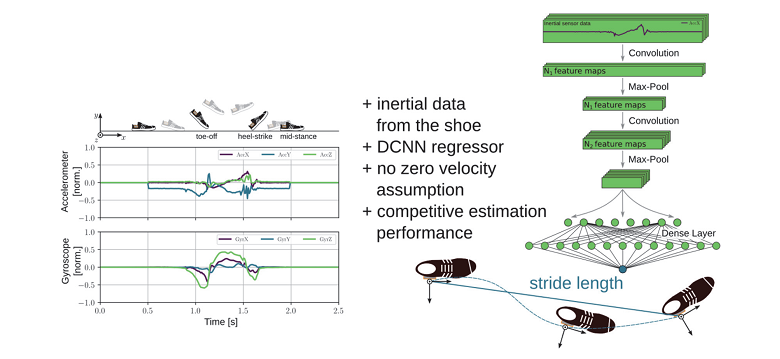 y
z
x
toe-off
heel-strike
mid-stance
Accelerometer
[norm.]
1.0
0.5
0.0
−0.5
−1.0
AccX
AccY
AccZ
Gyroscope
[norm.]
1.0
0.5
0.0
−0.5
−1.0
GyrX
GyrY
GyrZ
0.0
0.5
1.0
1.5
2.0
2.5
Time [s]
+ inertial data
from the shoe
+ DCNN regressor
+ no zero velocity
assumption
+ competitive estimation
performance
Inertial sensor data
AccX
Convolution
N₁ feature maps
Max-Pool
N₁ feature maps
Convolution
N₂ feature maps
Max-Pool
Dense Layer
stride length